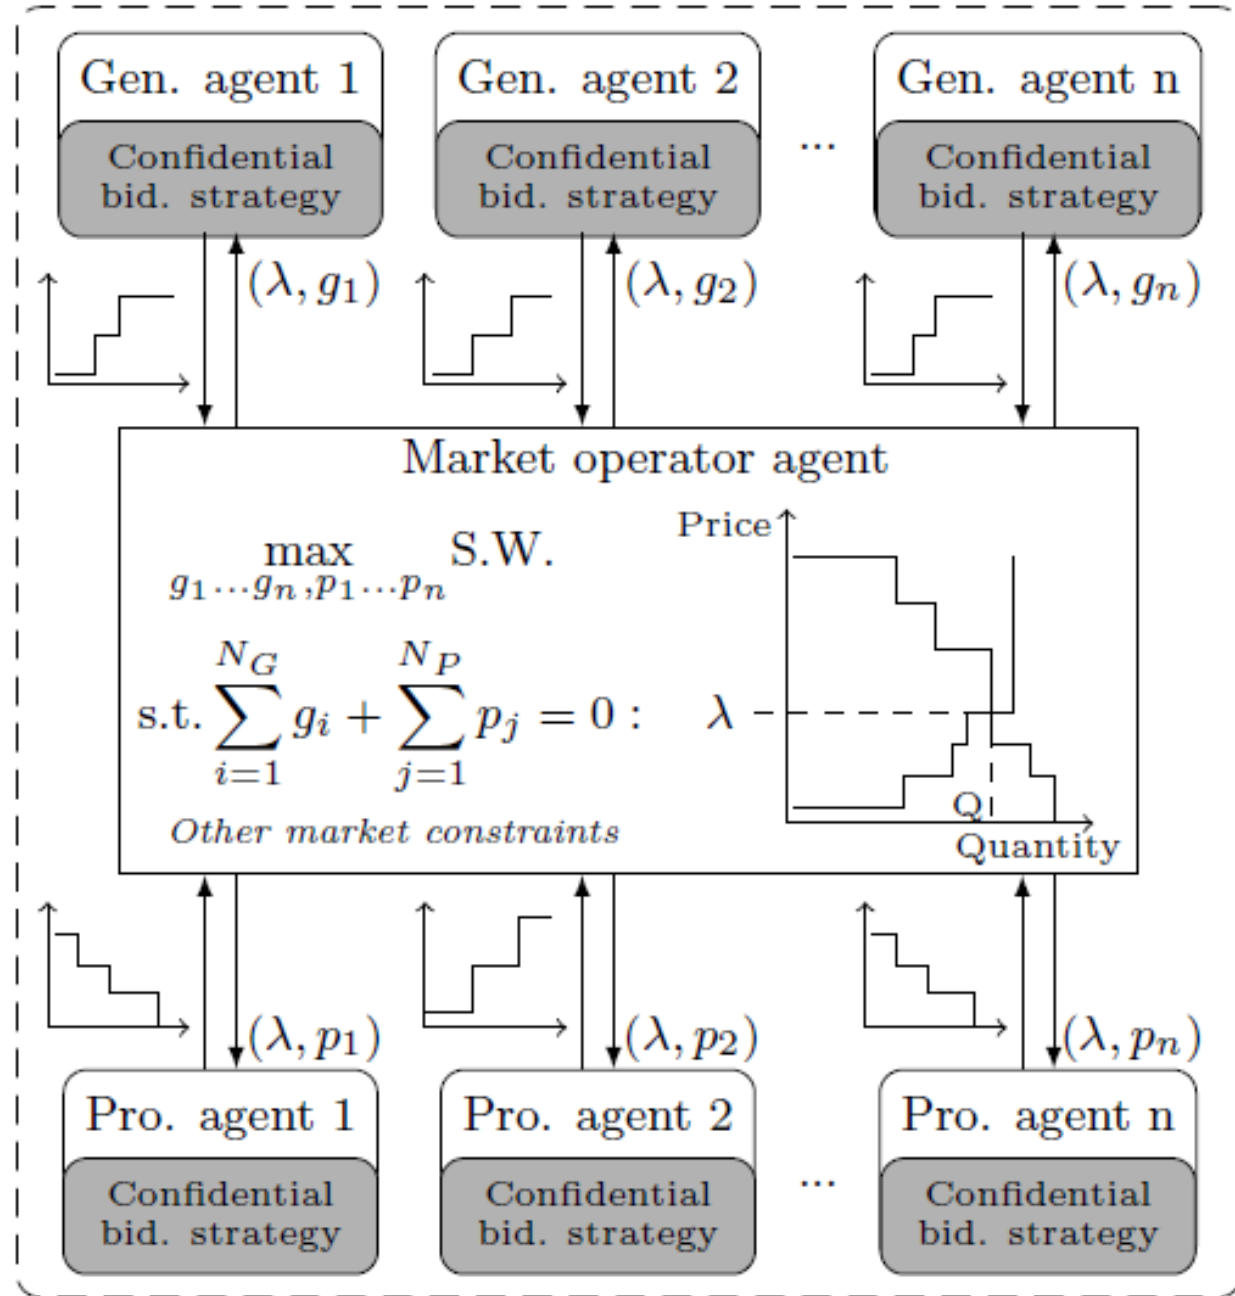 Gen. agent 1
Confidential
bid. strategy
Gen. agent 2
Confidential
bid. strategy
...
Gen. agent n
Confidential
bid. strategy
(λ, g₁)
(λ, g₂)
(λ, gₙ)
Market operator agent
max S.W.
g₁...gₙ,p₁...pₙ
s.t. ∑_{i=1}^{N_G} gᵢ + ∑_{j=1}^{N_P} pⱼ = 0 : λ
Other market constraints
Price
Q
Quantity
(λ, p₁)
(λ, p₂)
(λ, pₙ)
Pro. agent 1
Confidential
bid. strategy
Pro. agent 2
Confidential
bid. strategy
...
Pro. agent n
Confidential
bid. strategy